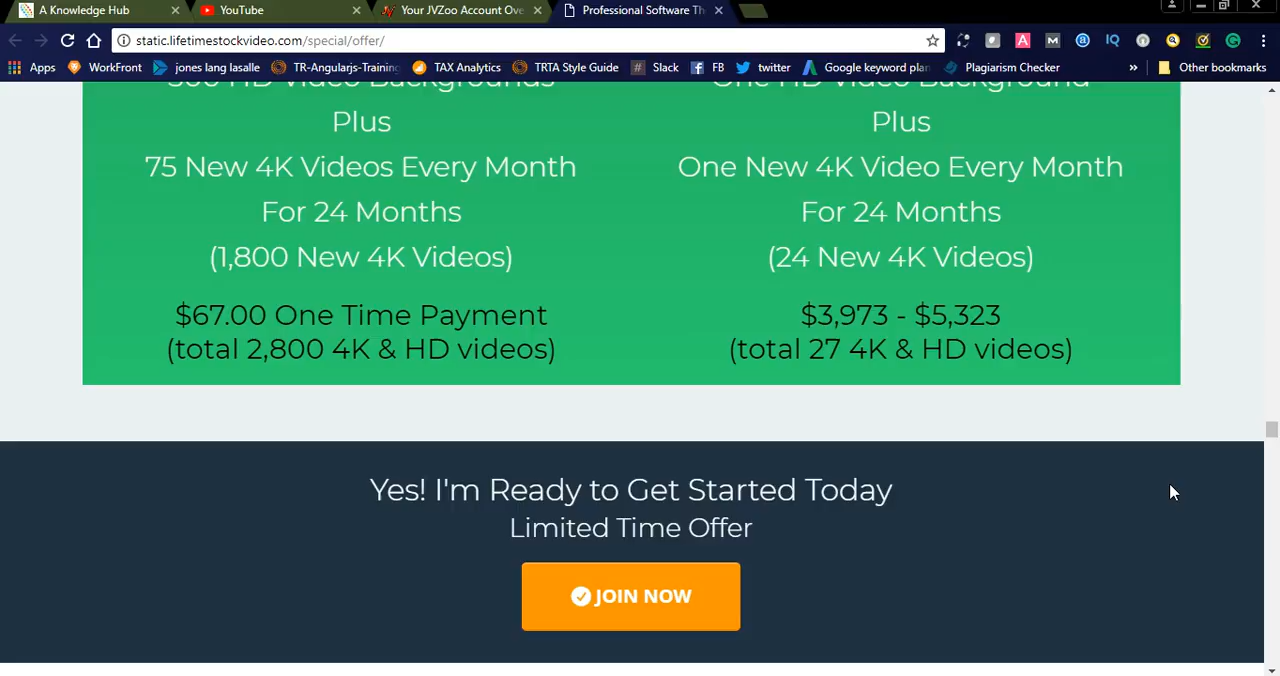 A Knowledge Hub
YouTube
Your JVZoo Account Ove
Professional Software Th
static.lifetimestockvideo.com/special/offer/
Apps
WorkFront
jones lang lasalle
TR-Angularjs-Training
TAX Analytics
TRTA Style Guide
Slack
FB
twitter
Google keyword plan
Plagiarism Checker
»
Other bookmarks
500 HD Video Backgrounds
Plus
75 New 4K Videos Every Month
For 24 Months
(1,800 New 4K Videos)
$67.00 One Time Payment
(total 2,800 4K & HD videos)
One HD Video Background
Plus
One New 4K Video Every Month
For 24 Months
(24 New 4K Videos)
$3,973 - $5,323
(total 27 4K & HD videos)
Yes! I'm Ready to Get Started Today
Limited Time Offer
JOIN NOW